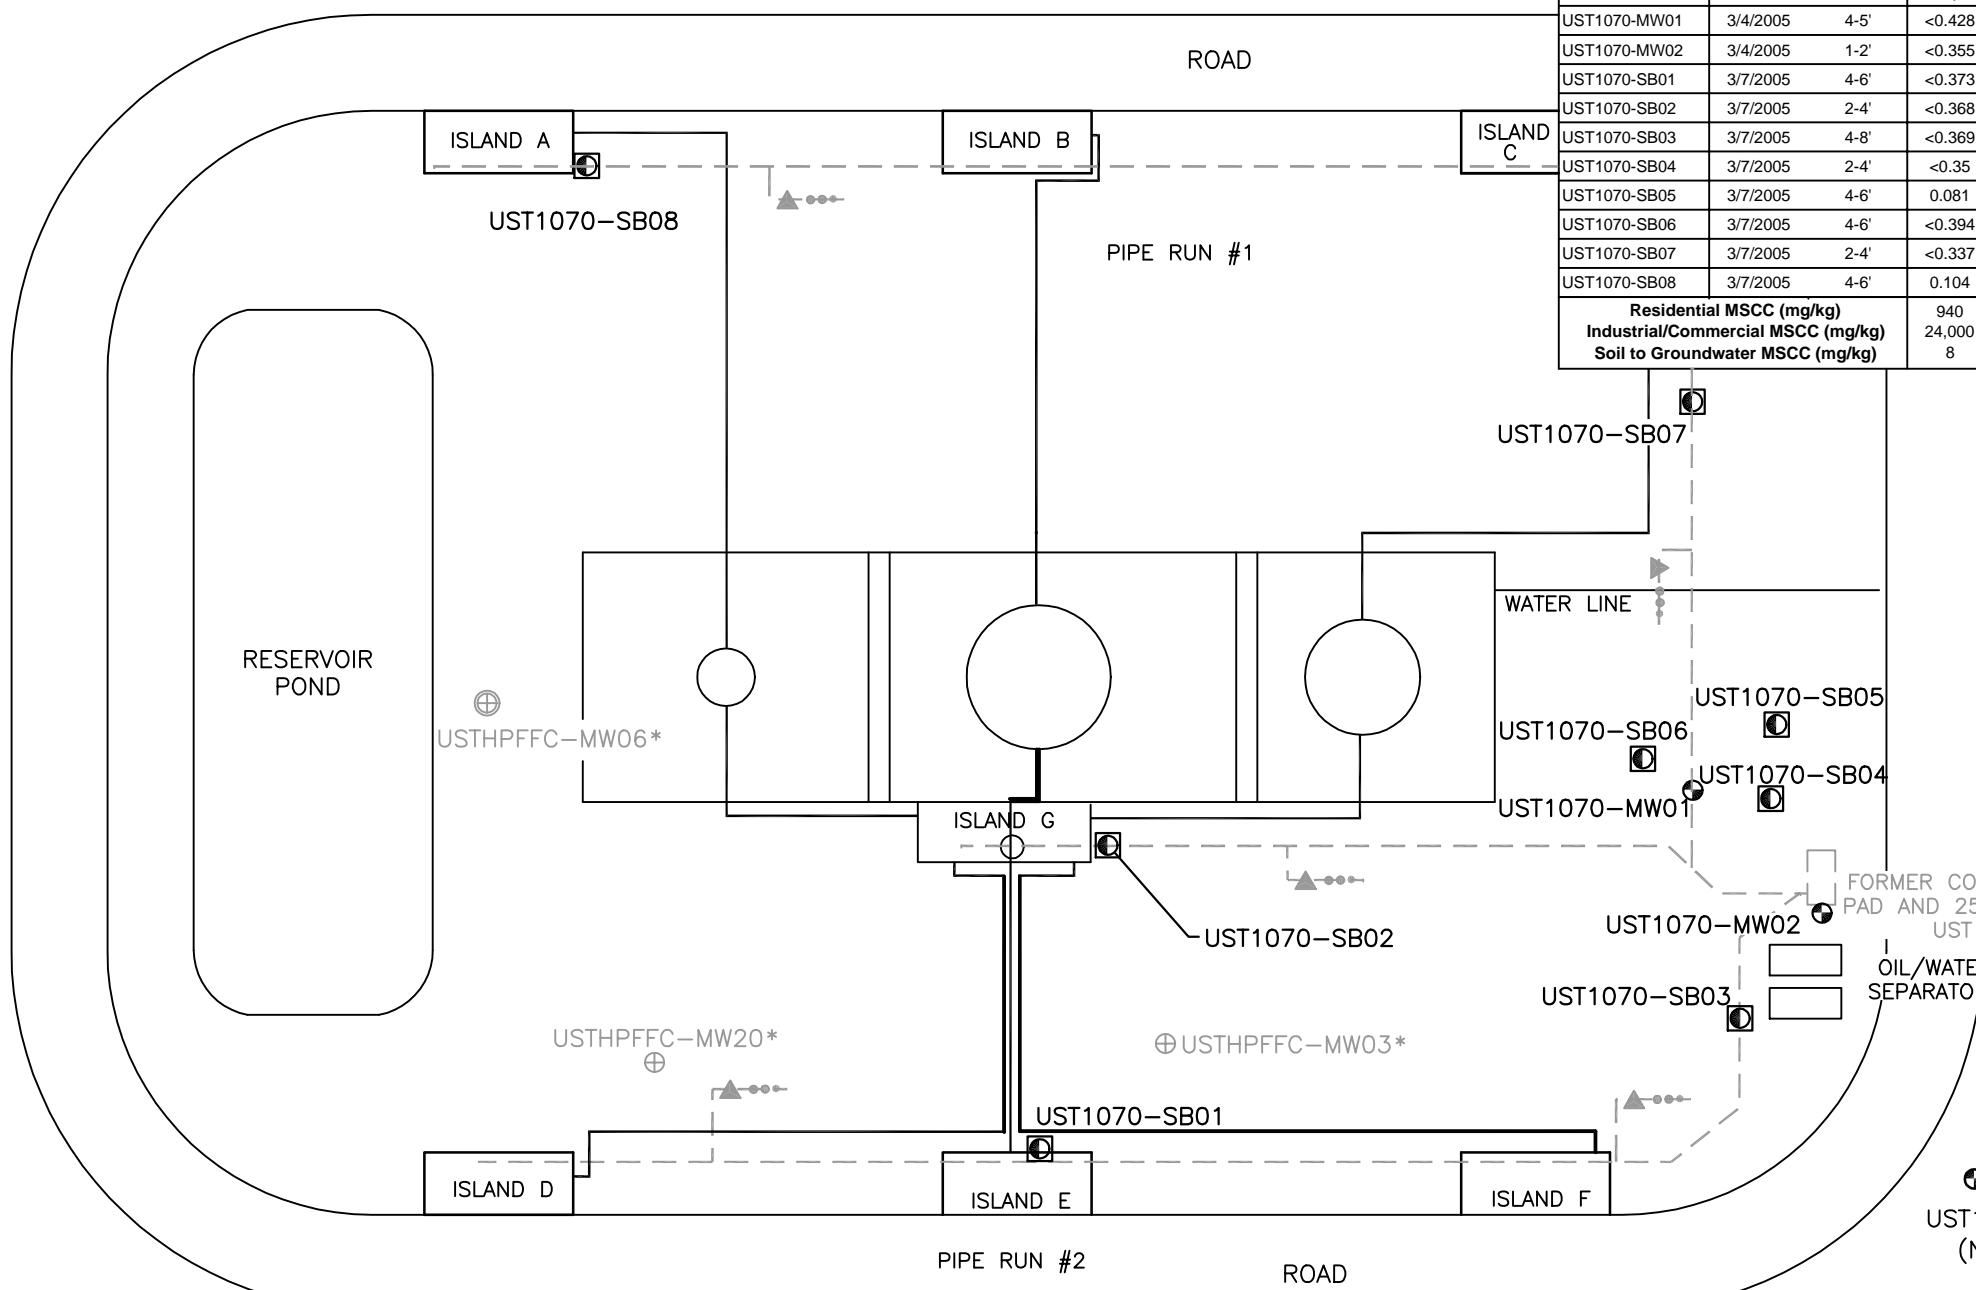 UST1070-MW01 3/4/2005 4-5' <0.428
UST1070-MW02 3/4/2005 1-2' <0.355
UST1070-SB01 3/7/2005 4-6' <0.373
UST1070-SB02 3/7/2005 2-4' <0.368
UST1070-SB03 3/7/2005 4-8' <0.369
UST1070-SB04 3/7/2005 2-4' <0.35
UST1070-SB05 3/7/2005 4-6' 0.081
UST1070-SB06 3/7/2005 4-6' <0.394
UST1070-SB07 3/7/2005 2-4' <0.337
UST1070-SB08 3/7/2005 4-6' 0.104
Residential MSCC (mg/kg) 940
Industrial/Commercial MSCC (mg/kg) 24,000
Soil to Groundwater MSCC (mg/kg) 8
ROAD
ISLAND A
ISLAND B
ISLAND
C
UST1070-SB08
PIPE RUN #1
UST1070-SB07
WATER LINE
RESERVOIR
POND
USTHPFFC-MW06*
UST1070-SB05
UST1070-SB06
UST1070-SB04
UST1070-MW01
ISLAND G
FORMER CO
PAD AND 25
UST
UST1070-MW02
UST1070-SB02
OIL/WATE
SEPARATO
UST1070-SB03
USTHPFFC-MW20*
USTHPFFC-MW03*
UST1070-SB01
ISLAND D
ISLAND E
ISLAND F
PIPE RUN #2
ROAD
UST